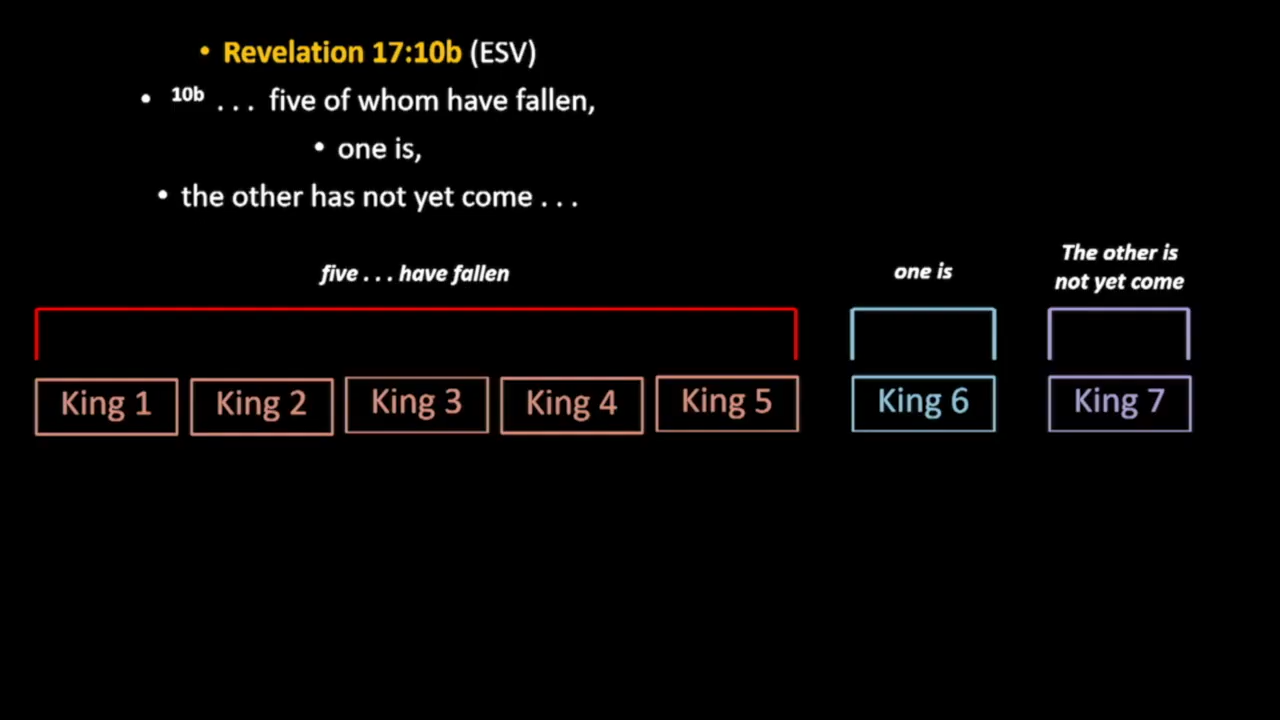 • Revelation 17:10b (ESV)
• 10b . . . five of whom have fallen,
• one is,
• the other has not yet come . . .
five . . . have fallen
one is
The other is
not yet come
King 1
King 2
King 3
King 4
King 5
King 6
King 7